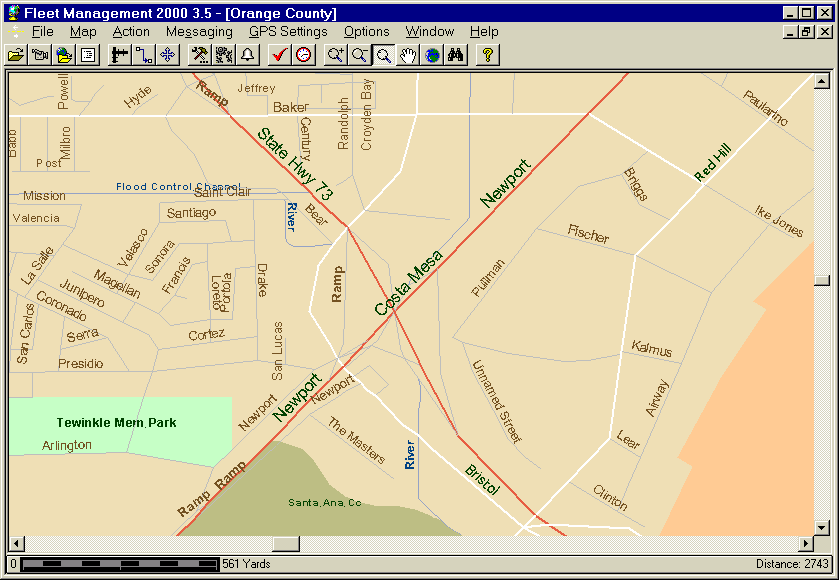 Fleet Management 2000 3.5 - [Orange County]
File Map Action Messaging GPS Settings Options Window Help
Powell
Hyde
Ramp
Jeffrey
Baker
Century
Randolph
Croyden Bay
Paularino
Babb
Milbro
Post
State Hwy 73
Newport
Red Hill
Briggs
Mission
Flood Control Channel
Saint Clair
Valencia
Santiago
River
Bear
Ike Jones
Fischer
La Salle
Velasco
Sonora
Francis
Magellan
Junipero
Coronado
Loreto
Portola
Drake
Ramp
Costa Mesa
Pullman
San Carlos
Serra
Cortez
San Lucas
Presidio
Kalmus
Unnamed Street
Airway
Newport
Newport
Newport
Tewinkle Mem. Park
Arlington
The Masters
River
Lear
Ramp
Ramp
Bristol
Clinton
Santa, Ana, Cc
0
561 Yards
Distance: 2743